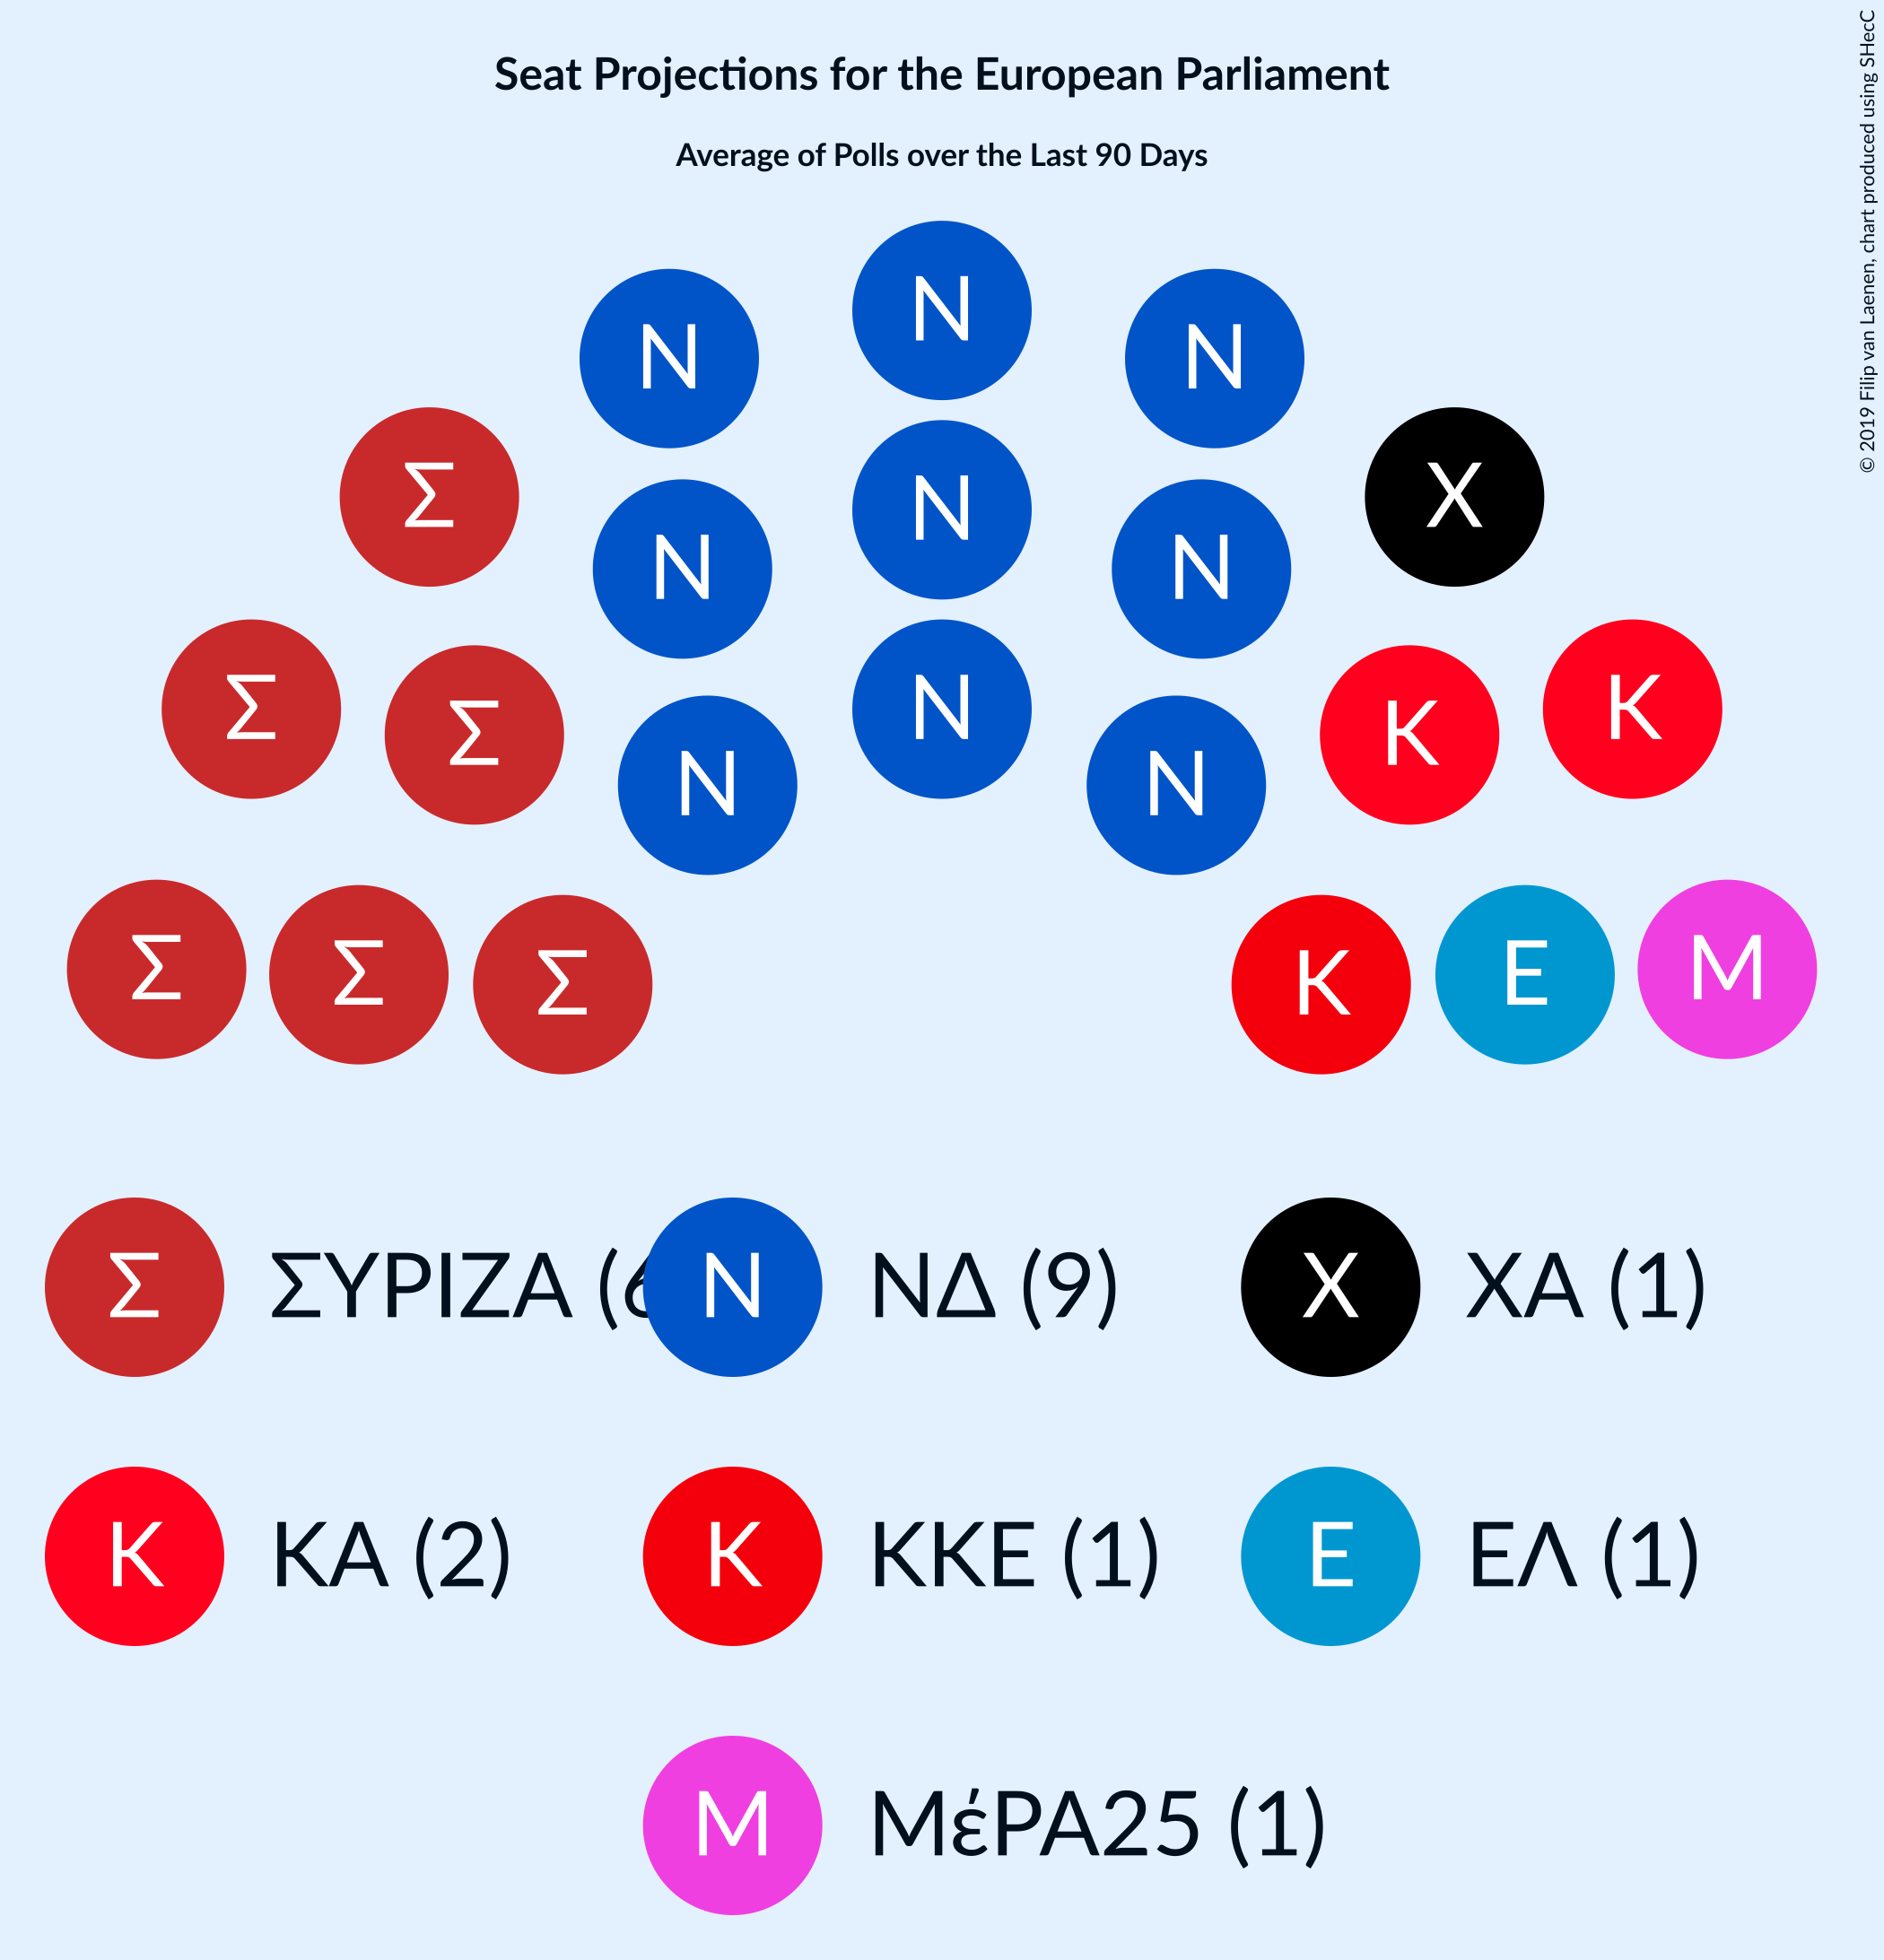 Seat Projections for the European Parliament
Average of Polls over the Last 90 Days
© 2019 Filip van Laenen, chart produced using SHecC
N
N N
Σ N Χ
N N
Σ N Κ
Σ Κ
N N
Σ Σ Σ Κ Ε Μ
Σ ΣΥΡΙΖΑ (6 Ν ΝΔ (9) Χ ΧΑ (1)
Κ ΚΑ (2) Κ ΚΚΕ (1) Ε ΕΛ (1)
Μ ΜέΡΑ25 (1)